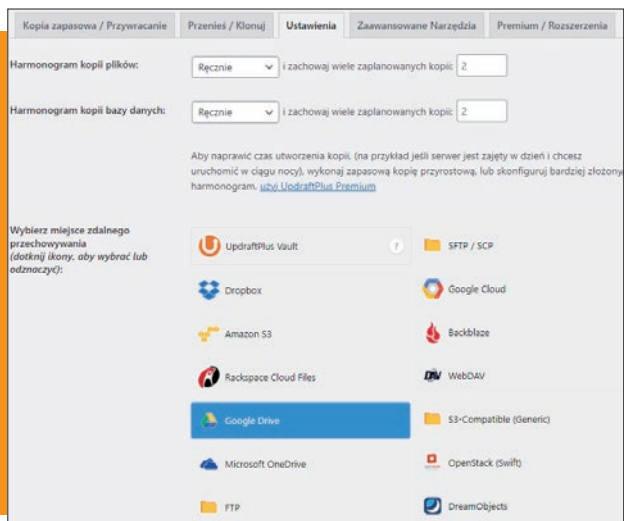 Kopia zapasowa / Przywracanie
Przenieś / Klonuj
Ustawienia
Zaawansowane Narzędzia
Premium / Rozszerzenia
Harmonogram kopii plików:
Ręcznie
i zachowaj wiele zaplanowanych kopii: 2
Harmonogram kopii bazy danych:
Ręcznie
i zachowaj wiele zaplanowanych kopii: 2
Aby naprawić czas utworzenia kopii, (na przykład jeśli serwer jest zajęty w dzień i chcesz
uruchomić w ciągu nocy), wykonaj zapasową kopię przyrostową, lub skonfiguruj bardziej złożony
harmonogram, użyj UpdraftPlus Premium
Wybierz miejsce zdalnego
przechowywania
(dotknij ikony, aby wybrać lub
odznaczyć):
UpdraftPlus Vault ?
SFTP / SCP
Dropbox
Google Cloud
Amazon S3
Backblaze
Rackspace Cloud Files
DAV WebDAV
Google Drive
S3-Compatible (Generic)
Microsoft OneDrive
OpenStack (Swift)
FTP
DreamObjects